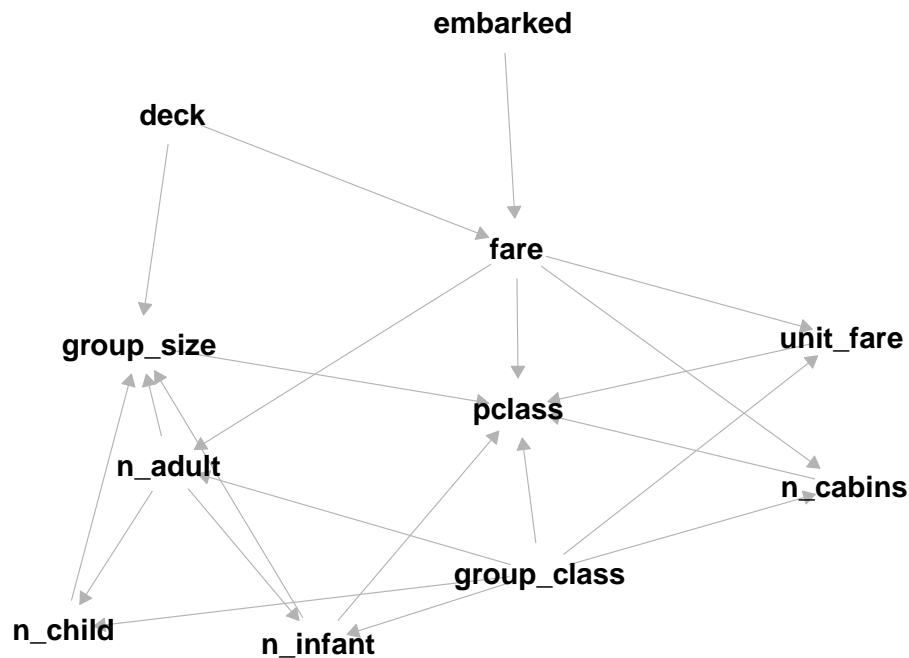 embarked
deck
fare
group_size
unit_fare
pclass
n_adult
n_cabins
group_class
n_child
n_infant